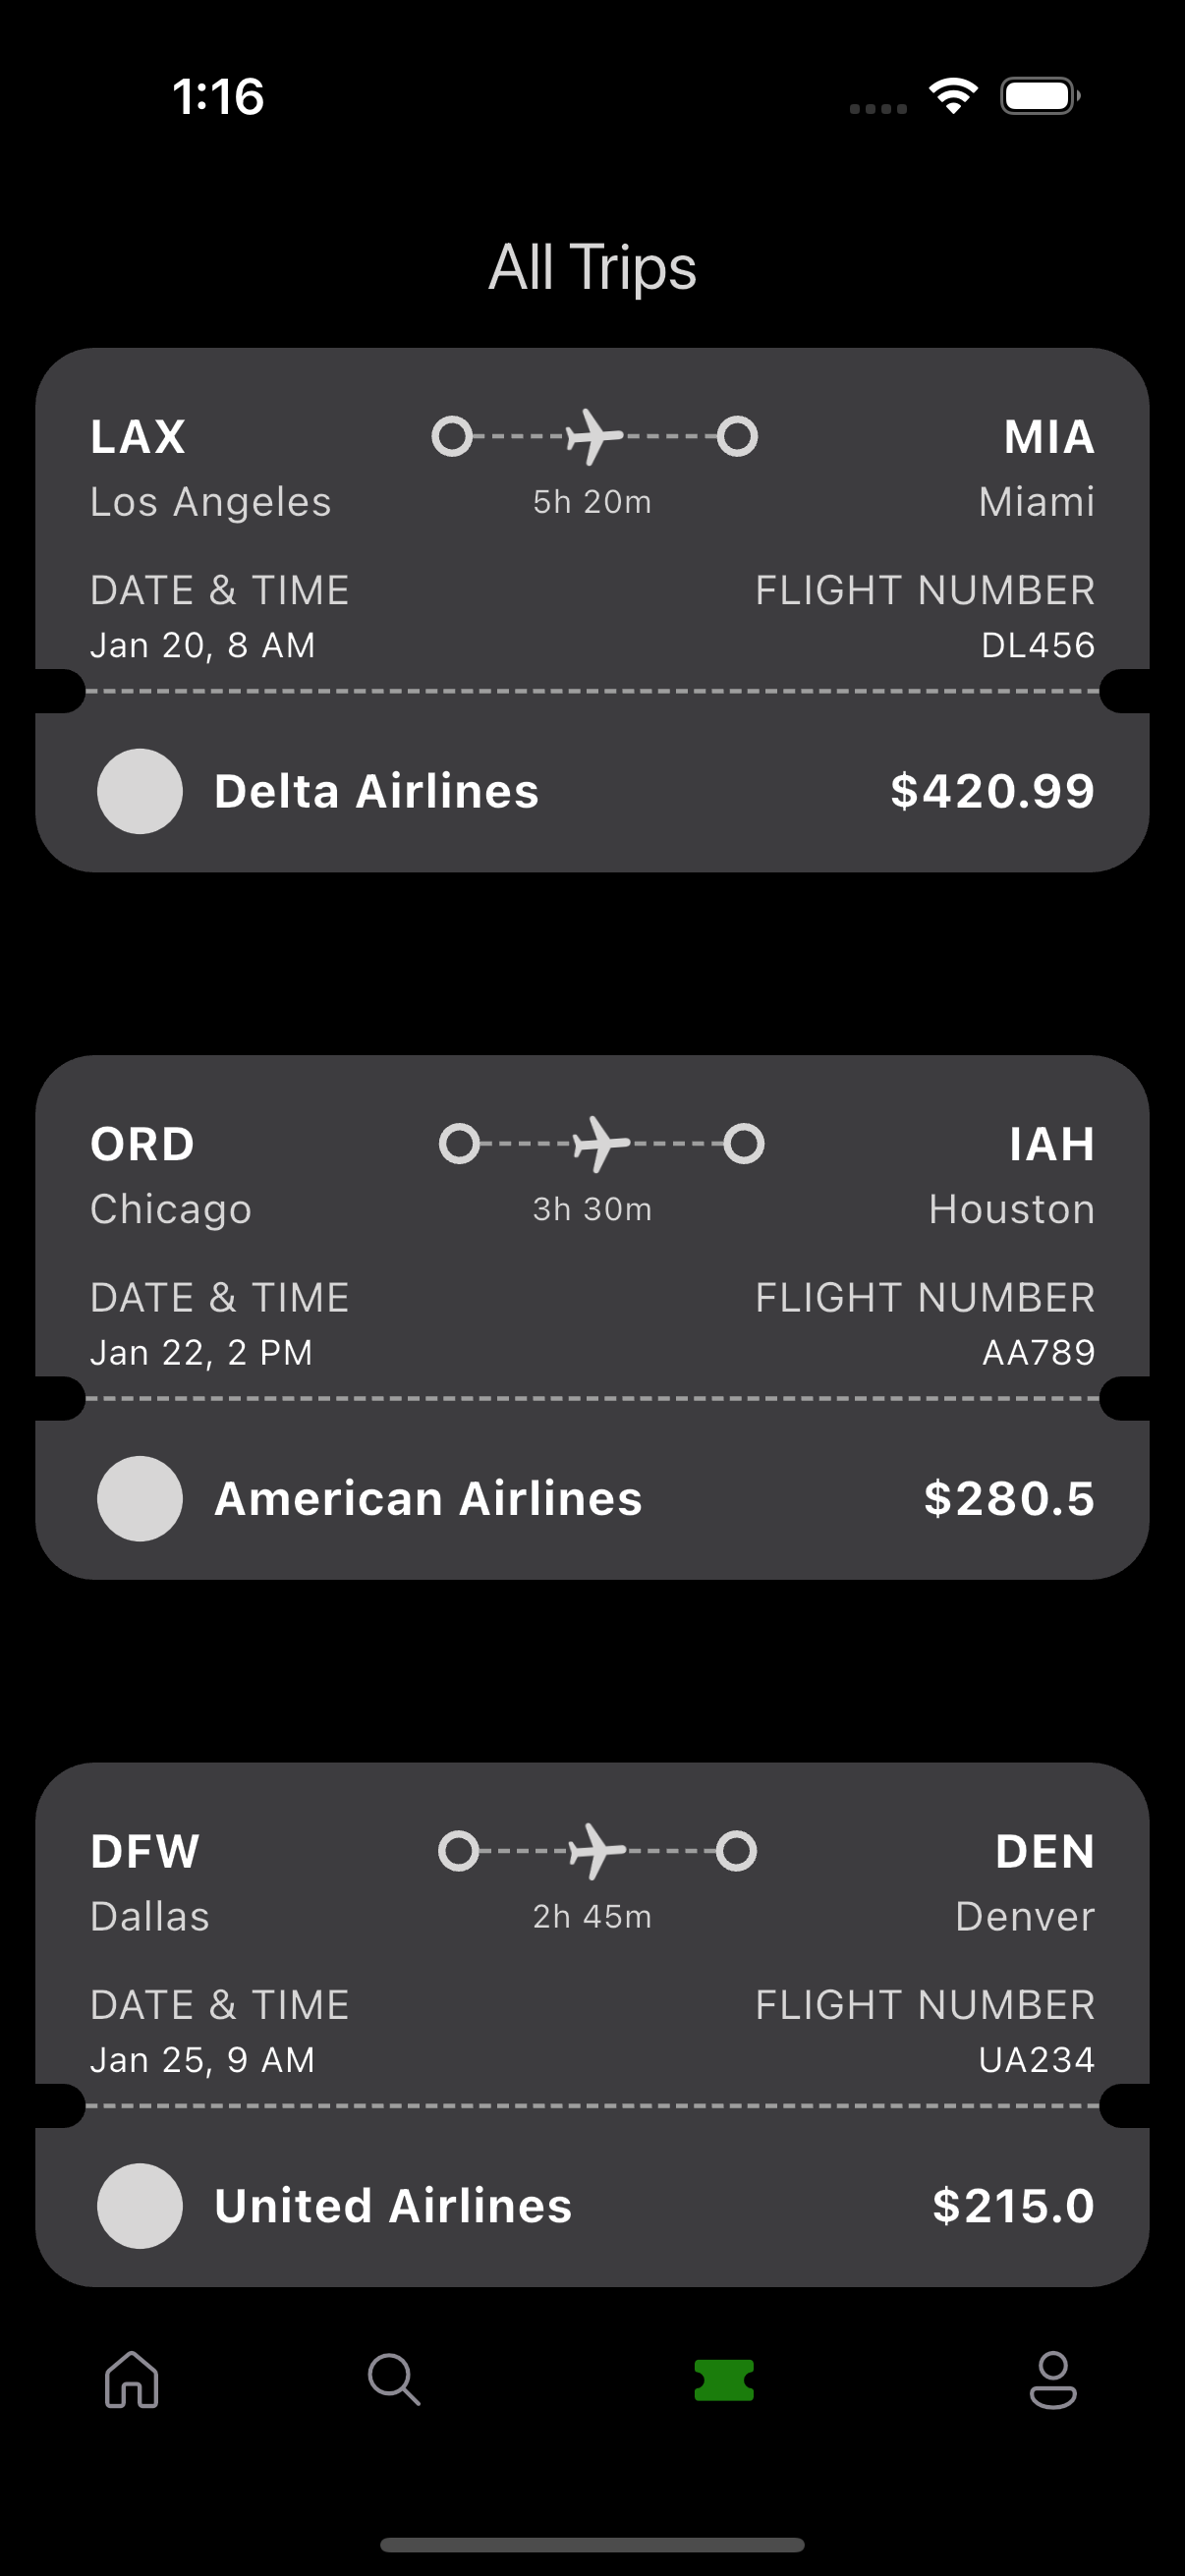 1:16
All Trips
LAX MIA
Los Angeles 5h 20m Miami
DATE & TIME FLIGHT NUMBER
Jan 20, 8 AM DL456
Delta Airlines $420.99
ORD IAH
Chicago 3h 30m Houston
DATE & TIME FLIGHT NUMBER
Jan 22, 2 PM AA789
American Airlines $280.5
DFW DEN
Dallas 2h 45m Denver
DATE & TIME FLIGHT NUMBER
Jan 25, 9 AM UA234
United Airlines $215.0